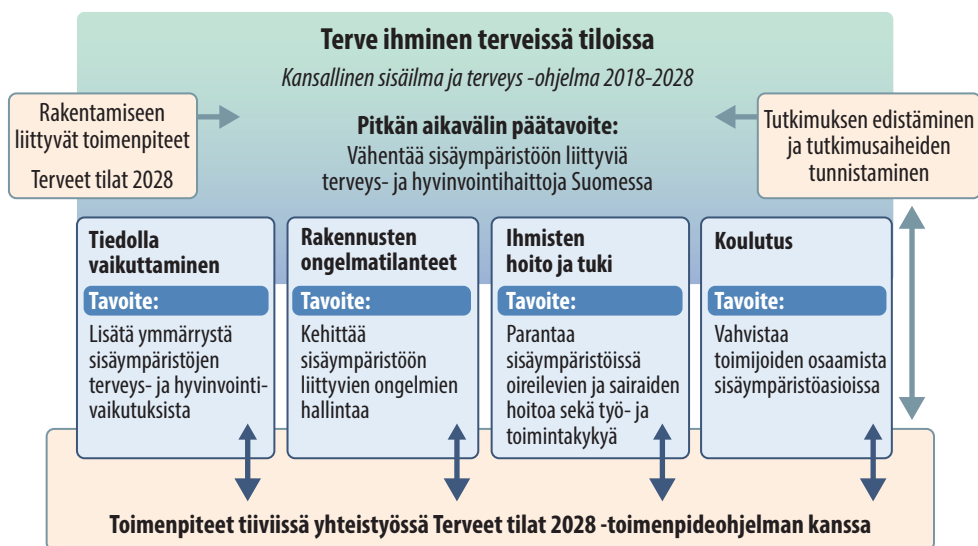 Terve ihminen terveissä tiloissa
Kansallinen sisäilma ja terveys -ohjelma 2018-2028
Rakentamiseen
liittyvät toimenpiteet
Terveet tilat 2028
Pitkän aikavälin päätavoite:
Vähentää sisäympäristöön liittyviä
terveys- ja hyvinvointihaittoja Suomessa
Tutkimuksen edistäminen
ja tutkimusaiheiden
tunnistaminen
Tiedolla
vaikuttaminen
Tavoite:
Lisätä ymmärrystä
sisäympäristöjen
terveys- ja hyvinvointi-
vaikutuksista
Rakennusten
ongelmatilanteet
Tavoite:
Kehittää
sisäympäristöön
liittyvien ongelmien
hallintaa
Ihmisten
hoito ja tuki
Tavoite:
Parantaa
sisäympäristöissä
oireilevien ja sairaiden
hoitoa sekä työ- ja
toimintakykyä
Koulutus
Tavoite:
Vahvistaa
toimijoiden osaamista
sisäympäristöasioissa
Toimenpiteet tiiviissä yhteistyössä Terveet tilat 2028 -toimenpideohjelman kanssa